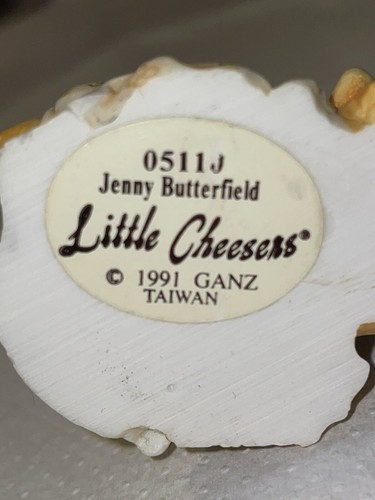 0511J
Jenny Butterfield
Little Cheesers®
© 1991 GANZ
TAIWAN